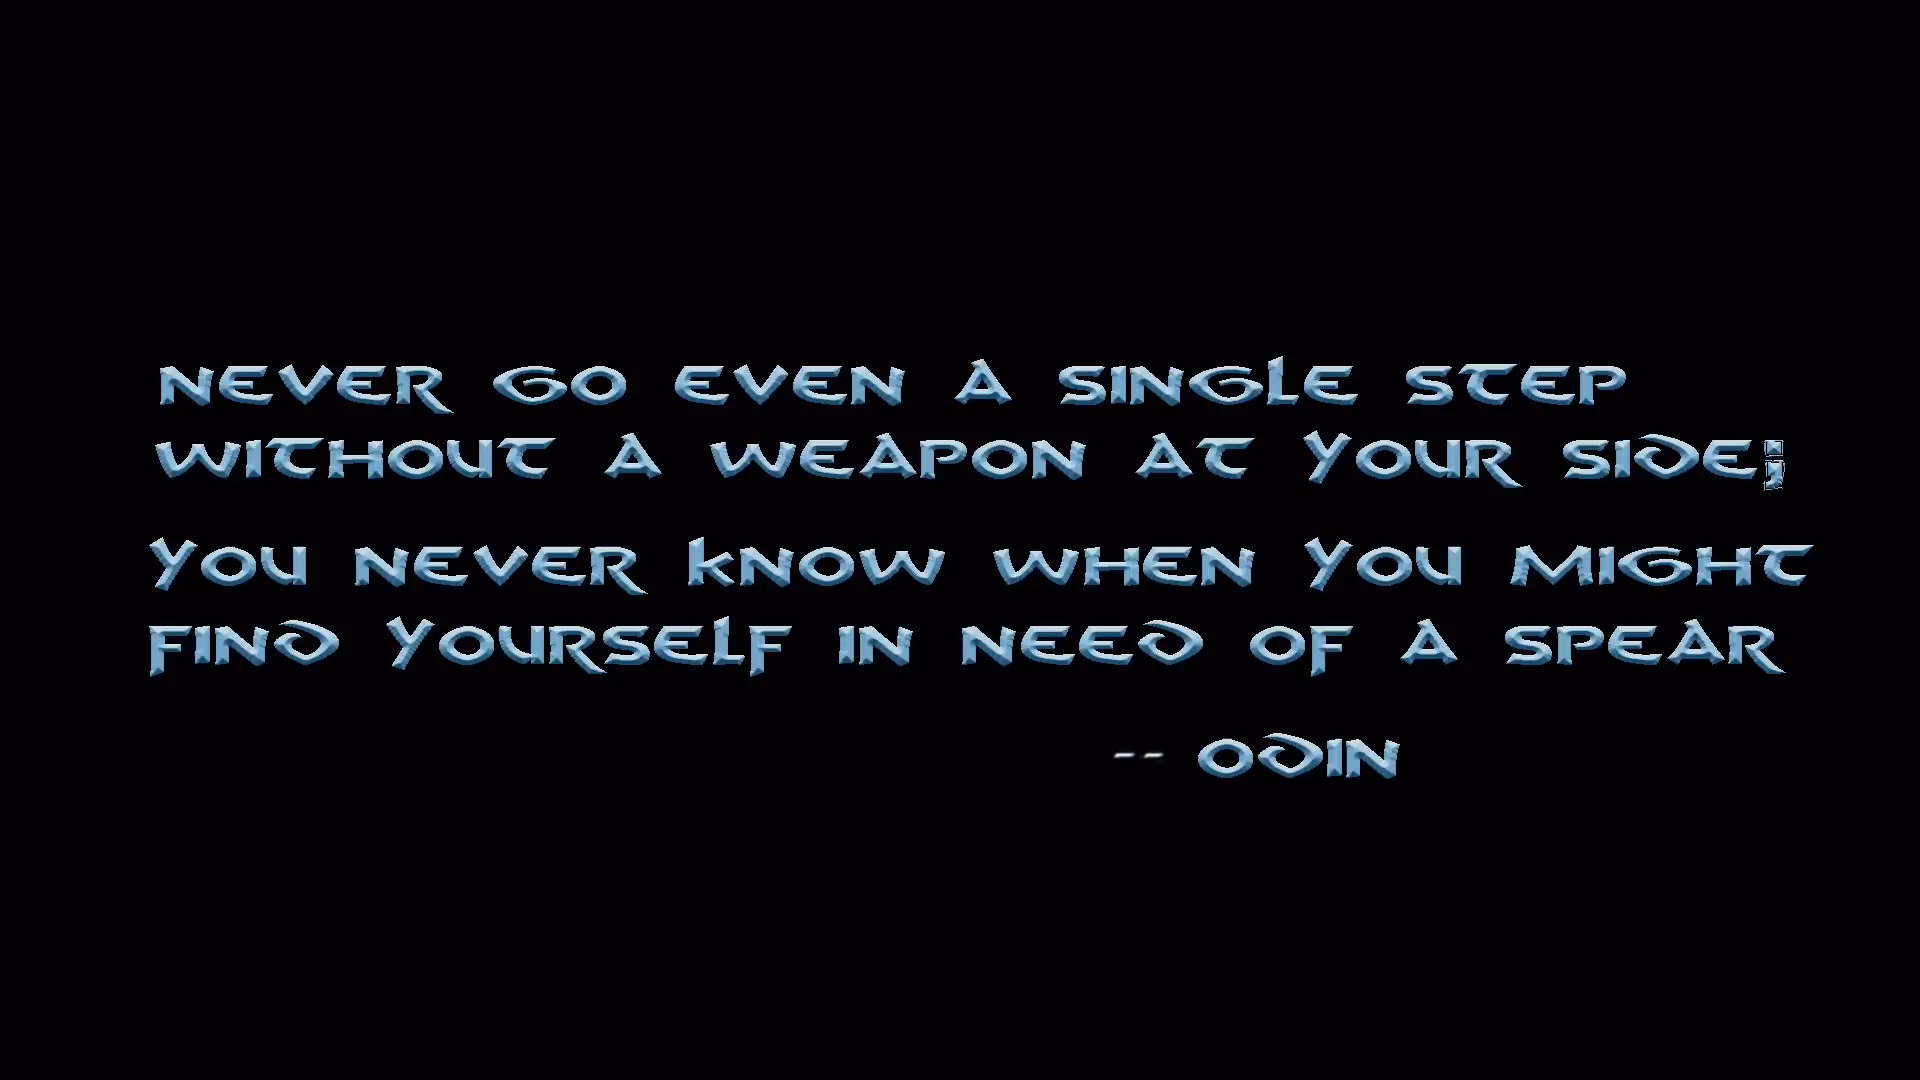 NEVER GO EVEN A SINGLE STEP
WITHOUT A WEAPON AT YOUR SIDE;
YOU NEVER KNOW WHEN YOU MIGHT
FIND YOURSELF IN NEED OF A SPEAR
-- ODIN